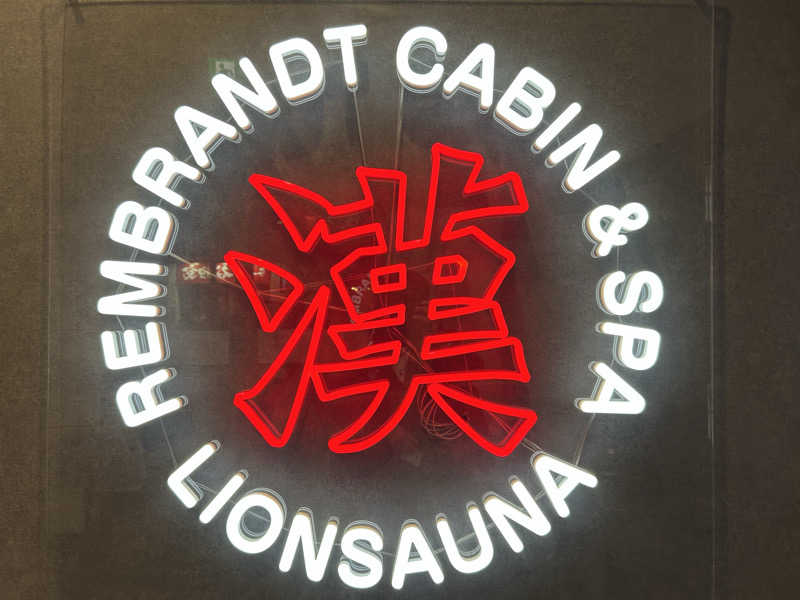 REMBRANDT CABIN & SPA
漢
LIONSAUNA